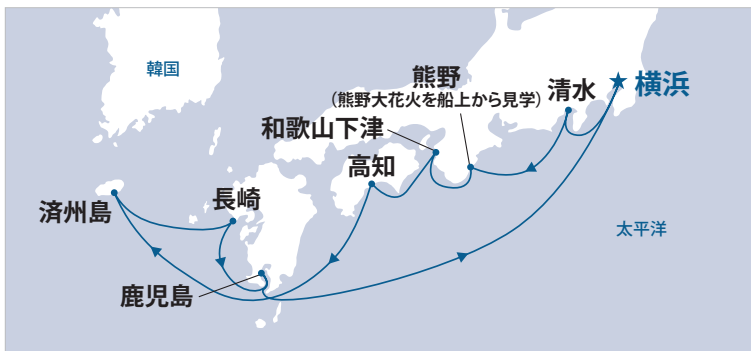 韓国
熊野
（熊野大花火を船上から見学）
清水
横浜
和歌山下津
高知
済州島
長崎
太平洋
鹿児島